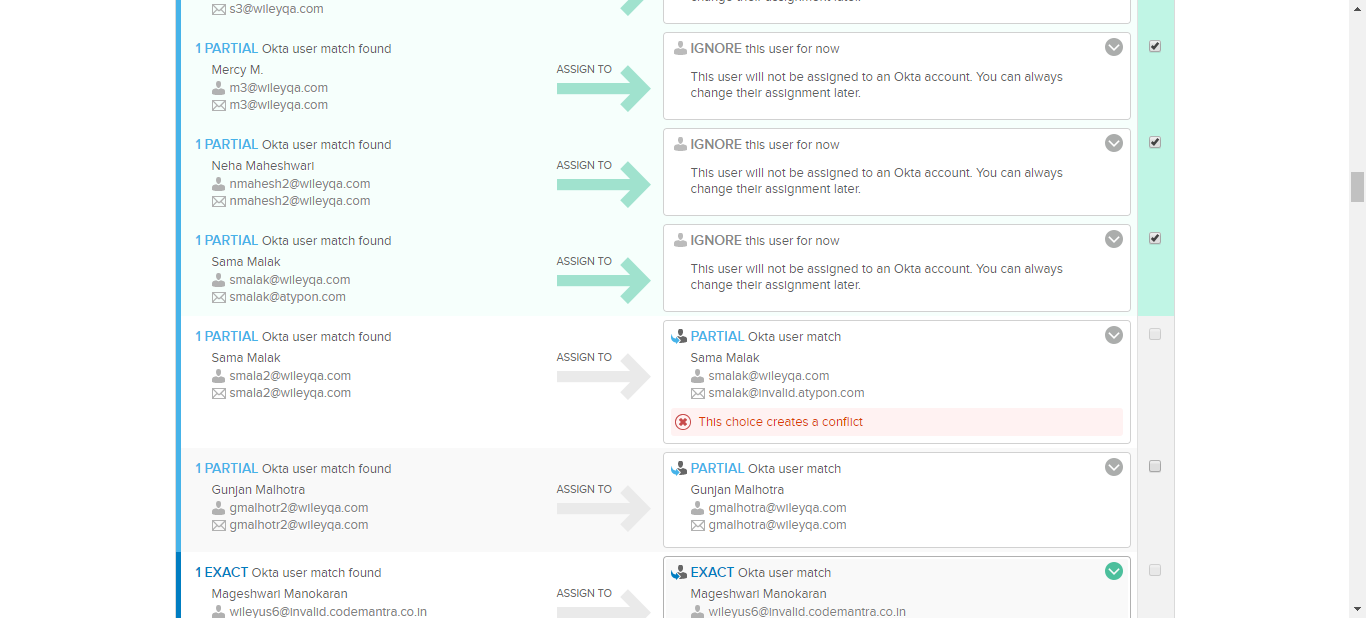 s3@wileyqa.com
1 PARTIAL Okta user match found
Mercy M.
m3@wileyqa.com
m3@wileyqa.com
ASSIGN TO
IGNORE this user for now
This user will not be assigned to an Okta account. You can always
change their assignment later.
1 PARTIAL Okta user match found
Neha Maheshwari
nmahesh2@wileyqa.com
nmahesh2@wileyqa.com
ASSIGN TO
IGNORE this user for now
This user will not be assigned to an Okta account. You can always
change their assignment later.
1 PARTIAL Okta user match found
Sama Malak
smalak@wileyqa.com
smalak@atypon.com
ASSIGN TO
IGNORE this user for now
This user will not be assigned to an Okta account. You can always
change their assignment later.
1 PARTIAL Okta user match found
Sama Malak
smala2@wileyqa.com
smala2@wileyqa.com
ASSIGN TO
PARTIAL Okta user match
Sama Malak
smalak@wileyqa.com
smalak@invalid.atypon.com
This choice creates a conflict
1 PARTIAL Okta user match found
Gunjan Malhotra
gmalhotr2@wileyqa.com
gmalhotr2@wileyqa.com
ASSIGN TO
PARTIAL Okta user match
Gunjan Malhotra
gmalhotra@wileyqa.com
gmalhotra@wileyqa.com
1 EXACT Okta user match found
Mageshwari Manokaran
wileyus6@invalid.codemantra.co.in
ASSIGN TO
EXACT Okta user match
Mageshwari Manokaran
wileyus6@invalid.codemantra.co.in